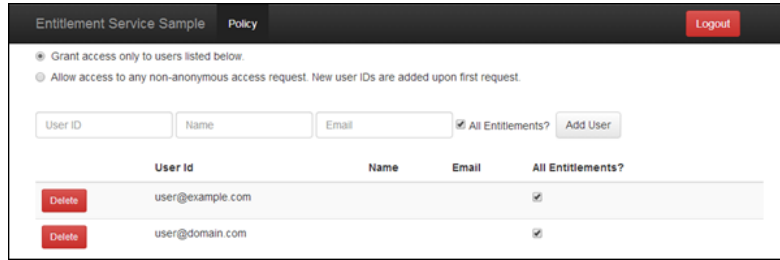 Entitlement Service Sample Policy Logout
Grant access only to users listed below.
Allow access to any non-anonymous access request. New user IDs are added upon first request.
User ID Name Email All Entitlements? Add User
User Id Name Email All Entitlements?
Delete user@example.com
Delete user@domain.com